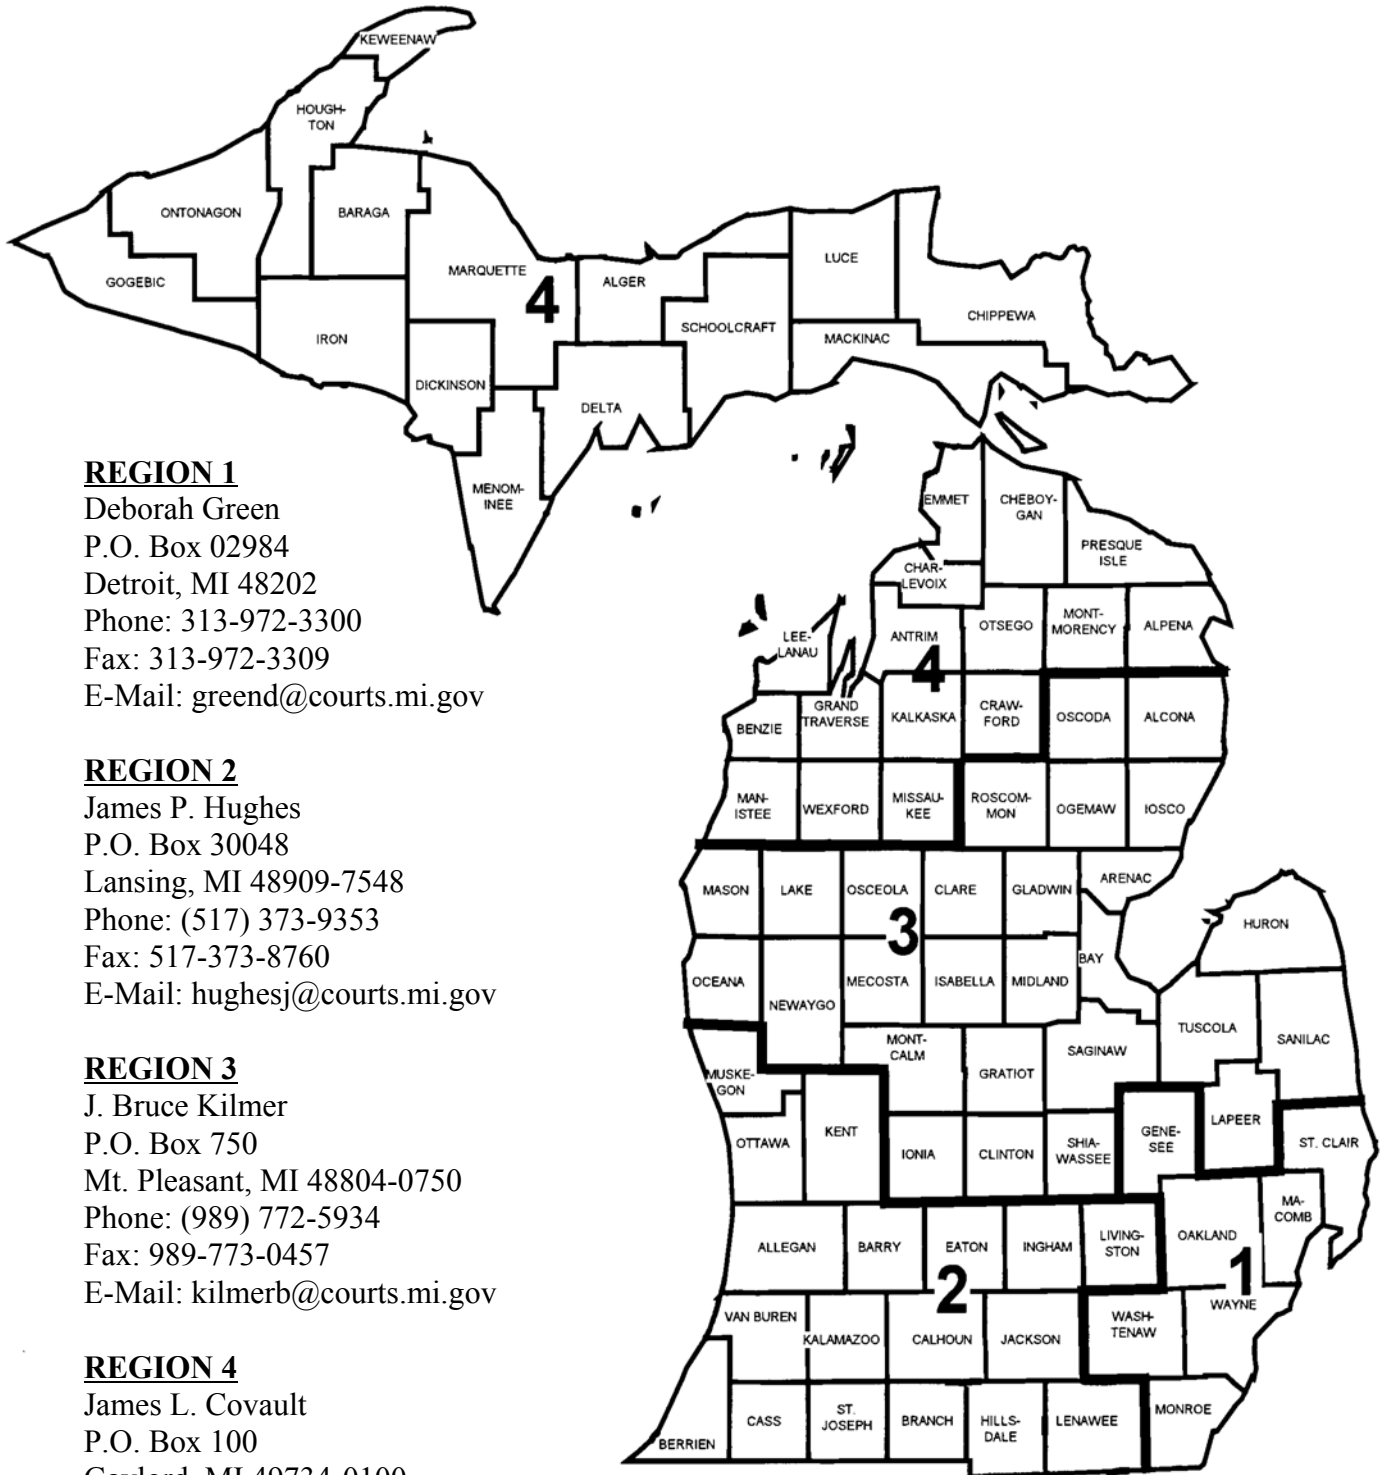 KEWEENAW
HOUGH-
TON
ONTONAGON
BARAGA
GOGEBIC
MARQUETTE
4
ALGER
LUCE
IRON
SCHOOLCRAFT
CHIPPEWA
MACKINAC
DICKINSON
DELTA
MENOM-
INEE
REGION 1
Deborah Green
P.O. Box 02984
Detroit, MI 48202
Phone: 313-972-3300
Fax: 313-972-3309
E-Mail: greend@courts.mi.gov
REGION 2
James P. Hughes
P.O. Box 30048
Lansing, MI 48909-7548
Phone: (517) 373-9353
Fax: 517-373-8760
E-Mail: hughesj@courts.mi.gov
REGION 3
J. Bruce Kilmer
P.O. Box 750
Mt. Pleasant, MI 48804-0750
Phone: (989) 772-5934
Fax: 989-773-0457
E-Mail: kilmerb@courts.mi.gov
REGION 4
James L. Covault
P.O. Box 100
Gaylord, MI 49734-0100
EMMET
CHEBOY-
GAN
PRESQUE
ISLE
CHAR-
LEVOIX
LEE-
LANAU
ANTRIM
4
OTSEGO
MONT-
MORENCY
ALPENA
BENZIE
GRAND
TRAVERSE
KALKASKA
CRAW-
FORD
OSCODA
ALCONA
MAN-
ISTEE
WEXFORD
MISSAU-
KEE
ROSCOM-
MON
OGEMAW
IOSCO
MASON
LAKE
OSCEOLA
CLARE
GLADWIN
ARENAC
3
HURON
OCEANA
NEWAYGO
MECOSTA
ISABELLA
MIDLAND
BAY
TUSCOLA
SANILAC
MUSKE-
GON
MONT-
CALM
GRATIOT
SAGINAW
OTTAWA
KENT
IONIA
CLINTON
SHIA-
WASSEE
GENE-
SEE
LAPEER
ST. CLAIR
ALLEGAN
BARRY
EATON
INGHAM
LIVING-
STON
OAKLAND
MA-
COMB
2
1
VAN BUREN
KALAMAZOO
CALHOUN
JACKSON
WASH-
TENAW
WAYNE
BERRIEN
CASS
ST.
JOSEPH
BRANCH
HILLS-
DALE
LENAWEE
MONROE